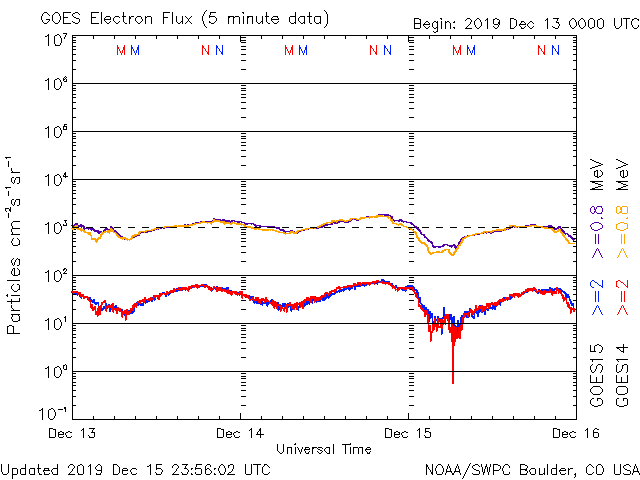 GOES Electron Flux (5 minute data)
Begin: 2019 Dec 13 0000 UTC
M M N N M M N N M M N N
10⁷
10⁶
10⁵
10⁴
10³
10²
10¹
10⁰
10⁻¹
Particles cm⁻²s⁻¹sr⁻¹
Dec 13 Dec 14 Dec 15 Dec 16
Universal Time
GOES15 >=2 >=0.8 MeV
GOES14 >=2 >=0.8 MeV
Updated 2019 Dec 15 23:56:02 UTC
NOAA/SWPC Boulder, CO USA